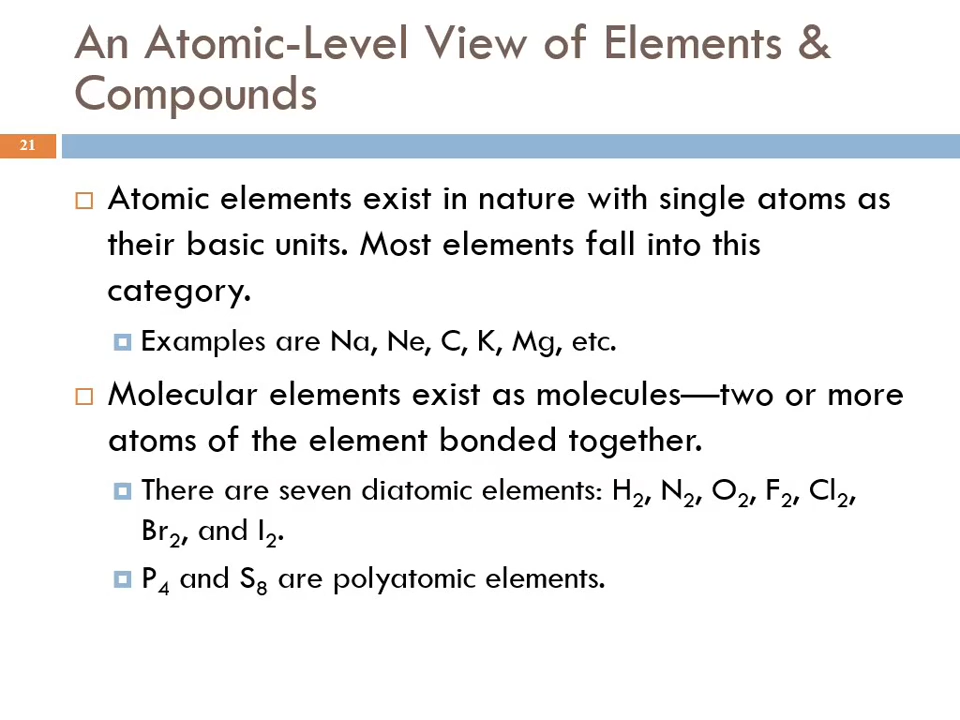 An Atomic-Level View of Elements &
Compounds
21
Atomic elements exist in nature with single atoms as
their basic units. Most elements fall into this
category.
Examples are Na, Ne, C, K, Mg, etc.
Molecular elements exist as molecules—two or more
atoms of the element bonded together.
There are seven diatomic elements: H₂, N₂, O₂, F₂, Cl₂,
Br₂, and I₂.
P₄ and S₈ are polyatomic elements.